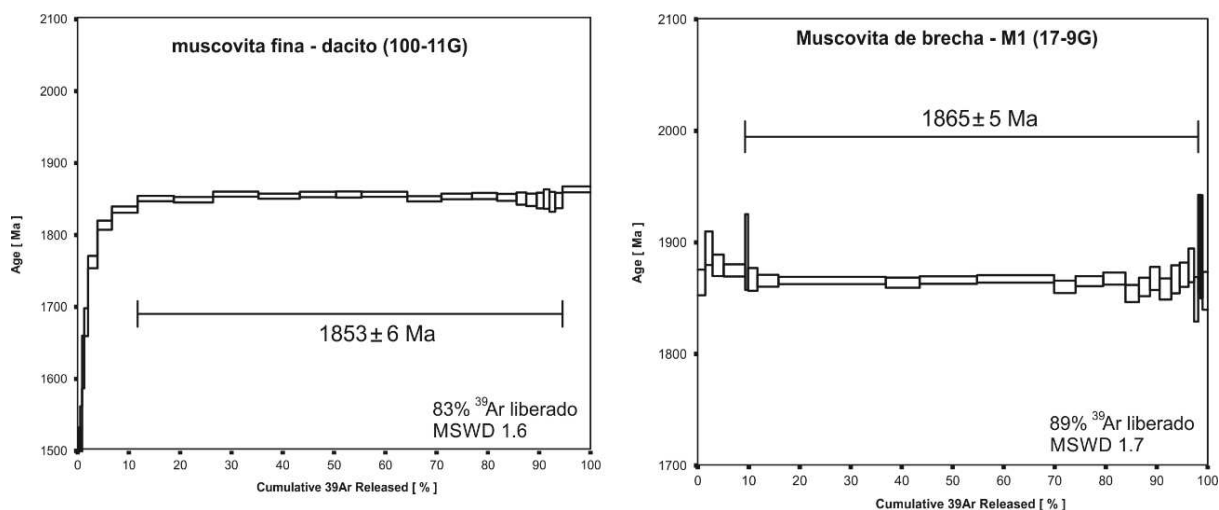 muscovita fina - dacito (100-11G)
2100
2000
1900
1800
1700
1600
1500
Age [ Ma ]
1853± 6 Ma
83% ³⁹Ar liberado
MSWD 1.6
0 10 20 30 40 50 60 70 80 90 100
Cumulative 39Ar Released [ % ]
Muscovita de brecha - M1 (17-9G)
2100
2000
1900
1800
1700
Age [ Ma ]
1865± 5 Ma
89% ³⁹Ar liberado
MSWD 1.7
0 10 20 30 40 50 60 70 80 90 100
Cumulative 39Ar Released [ % ]